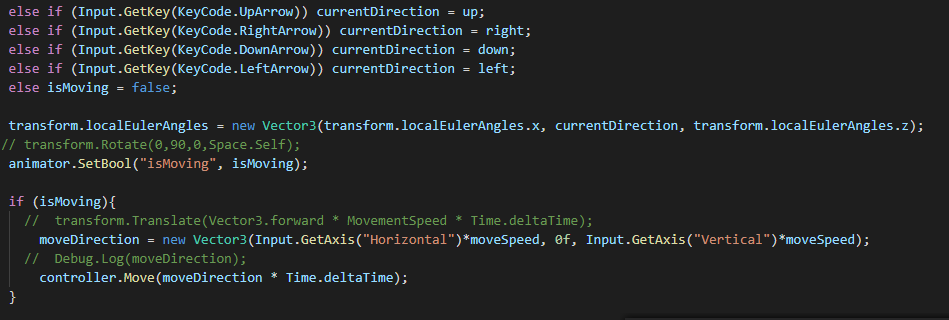 else if (Input.GetKey(KeyCode.UpArrow)) currentDirection = up;
else if (Input.GetKey(KeyCode.RightArrow)) currentDirection = right;
else if (Input.GetKey(KeyCode.DownArrow)) currentDirection = down;
else if (Input.GetKey(KeyCode.LeftArrow)) currentDirection = left;
else isMoving = false;

transform.localEulerAngles = new Vector3(transform.localEulerAngles.x, currentDirection, transform.localEulerAngles.z);
// transform.Rotate(0,90,0,Space.Self);
animator.SetBool("isMoving", isMoving);

if (isMoving){
//  transform.Translate(Vector3.forward * MovementSpeed * Time.deltaTime);
moveDirection = new Vector3(Input.GetAxis("Horizontal")*moveSpeed, 0f, Input.GetAxis("Vertical")*moveSpeed);
//  Debug.Log(moveDirection);
controller.Move(moveDirection * Time.deltaTime);
}